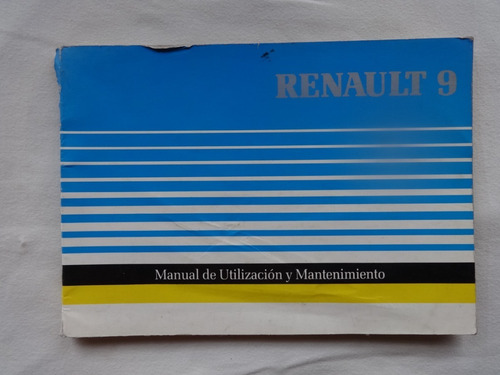 RENAULT 9
Manual de Utilización y Mantenimiento